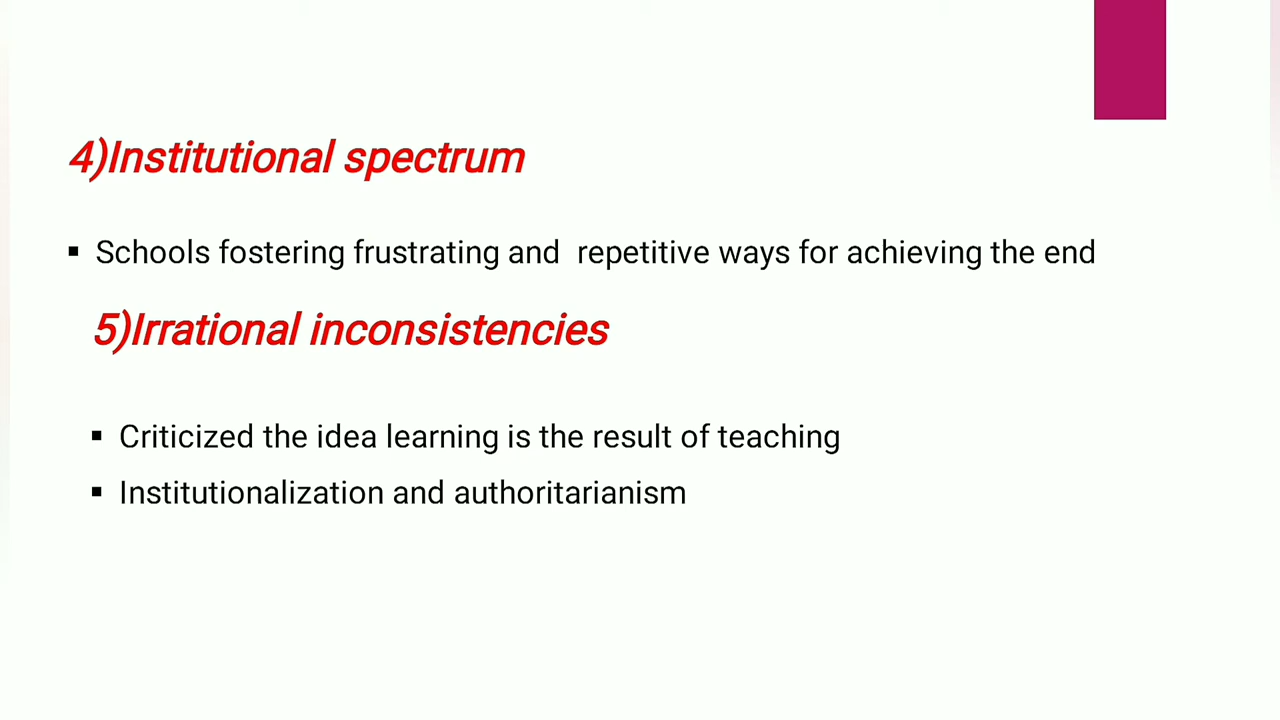 4)Institutional spectrum
▪ Schools fostering frustrating and  repetitive ways for achieving the end
5)Irrational inconsistencies
▪ Criticized the idea learning is the result of teaching
▪ Institutionalization and authoritarianism